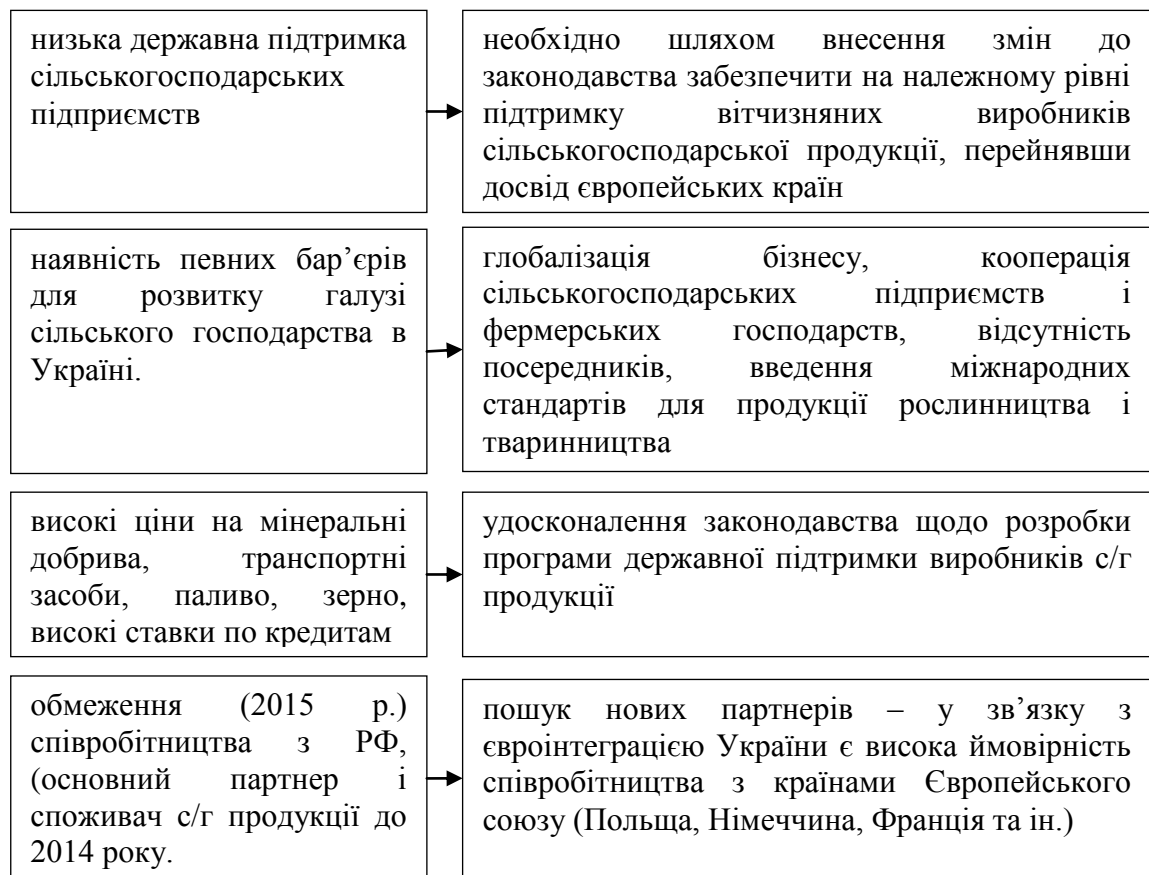 низька державна підтримка
сільськогосподарських
підприємств
необхідно шляхом внесення змін до
законодавства забезпечити на належному рівні
підтримку вітчизняних виробників
сільськогосподарської продукції, перейнявши
досвід європейських країн
наявність певних бар’єрів
для розвитку галузі
сільського господарства в
Україні.
глобалізація бізнесу, кооперація
сільськогосподарських підприємств і
фермерських господарств, відсутність
посередників, введення міжнародних
стандартів для продукції рослинництва і
тваринництва
високі ціни на мінеральні
добрива, транспортні
засоби, паливо, зерно,
високі ставки по кредитам
удосконалення законодавства щодо розробки
програми державної підтримки виробників с/г
продукції
обмеження (2015 р.)
співробітництва з РФ,
(основний партнер і
споживач с/г продукції до
2014 року.
пошук нових партнерів – у зв’язку з
євроінтеграцією України є висока ймовірність
співробітництва з країнами Європейського
союзу (Польща, Німеччина, Франція та ін.)